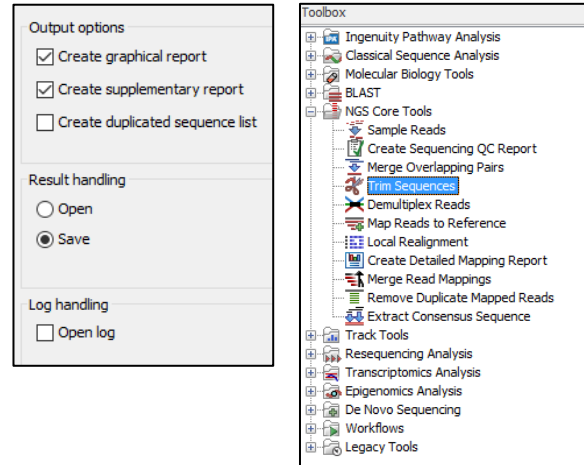 Output options
Create graphical report
Create supplementary report
Create duplicated sequence list
Result handling
Open
Save
Log handling
Open log
Toolbox
Ingenuity Pathway Analysis
Classical Sequence Analysis
Molecular Biology Tools
BLAST
NGS Core Tools
Sample Reads
Create Sequencing QC Report
Merge Overlapping Pairs
Trim Sequences
Demultiplex Reads
Map Reads to Reference
Local Realignment
Create Detailed Mapping Report
Merge Read Mappings
Remove Duplicate Mapped Reads
Extract Consensus Sequence
Track Tools
Resequencing Analysis
Transcriptomics Analysis
Epigenomics Analysis
De Novo Sequencing
Workflows
Legacy Tools